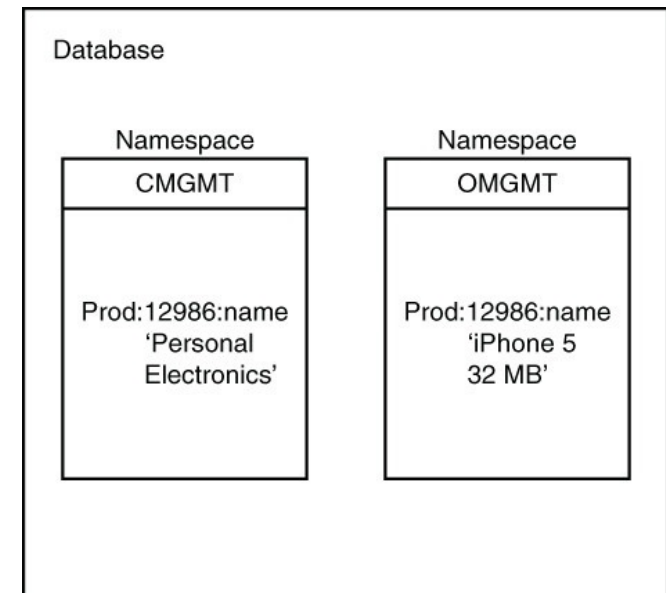 Database
Namespace
CMGMT
Prod:12986:name
‘Personal
Electronics’
Namespace
OMGMT
Prod:12986:name
‘iPhone 5
32 MB’